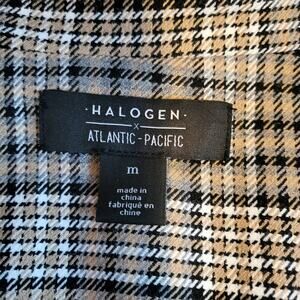 ·HALOGEN·
×
ATLANTIC-PACIFIC
m
made in
china
fabriqué en
chine